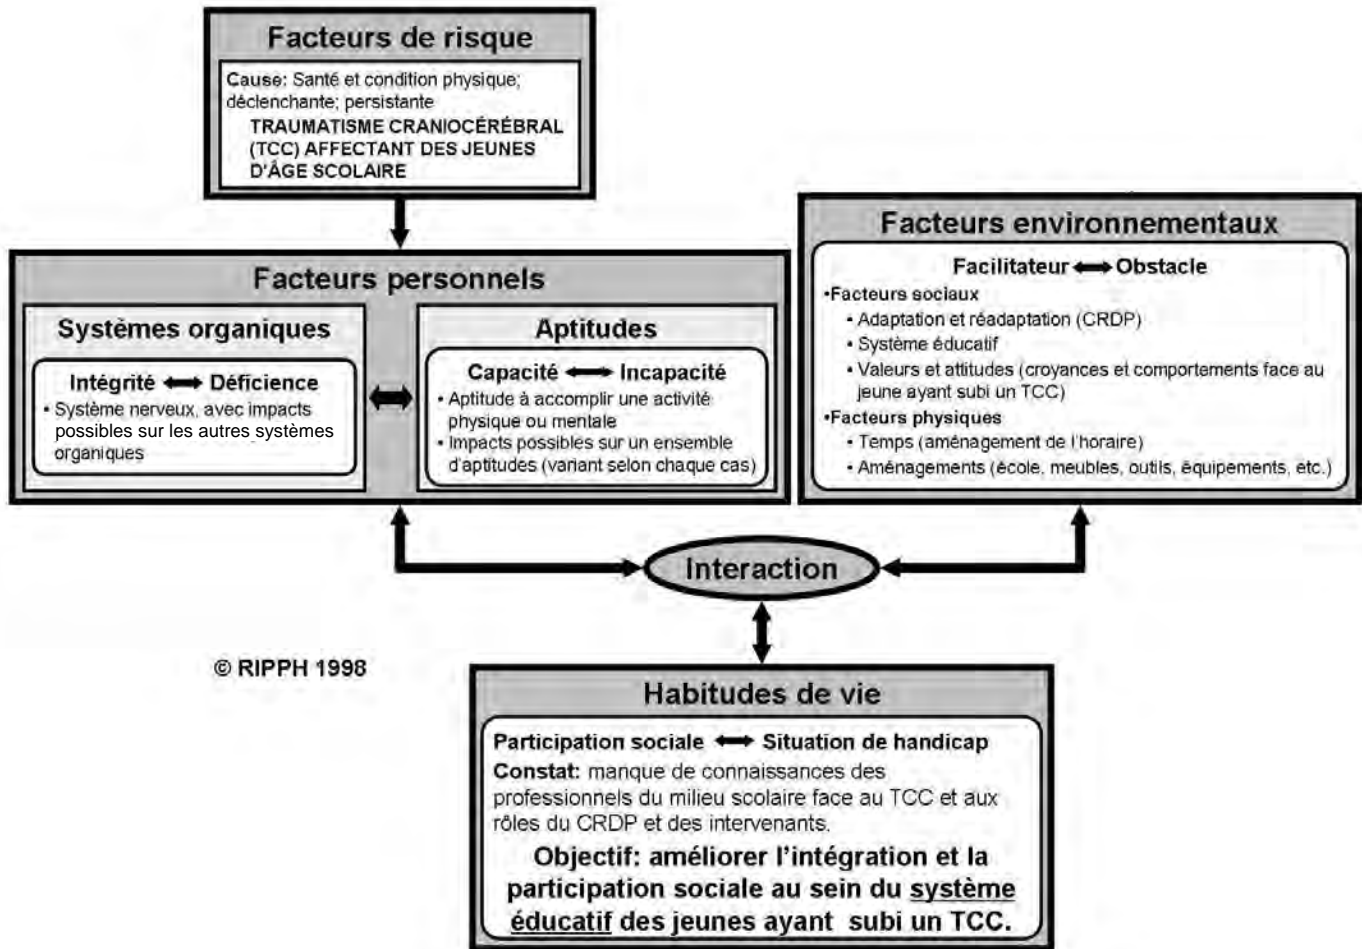 Facteurs de risque
Cause: Santé et condition physique;
déclenchante; persistante
TRAUMATISME CRANIOCÉRÉBRAL
(TCC) AFFECTANT DES JEUNES
D'ÂGE SCOLAIRE
Facteurs personnels
Systèmes organiques
Intégrité Déficience
• Système nerveux, avec impacts
possibles sur les autres systèmes
organiques
Aptitudes
Capacité Incapacité
• Aptitude à accomplir une activité
physique ou mentale
• Impacts possibles sur un ensemble
d'aptitudes (variant selon chaque cas)
Facteurs environnementaux
Facilitateur Obstacle
•Facteurs sociaux
• Adaptation et réadaptation (CRDP)
• Système éducatif
• Valeurs et attitudes (croyances et comportements face au
jeune ayant subi un TCC)
•Facteurs physiques
• Temps (aménagement de l'horaire)
• Aménagements (école, meubles, outils, équipements, etc.)
Interaction
© RIPPH 1998
Habitudes de vie
Participation sociale Situation de handicap
Constat: manque de connaissances des
professionnels du milieu scolaire face au TCC et aux
rôles du CRDP et des intervenants.
Objectif: améliorer l'intégration et la
participation sociale au sein du système
éducatif des jeunes ayant subi un TCC.